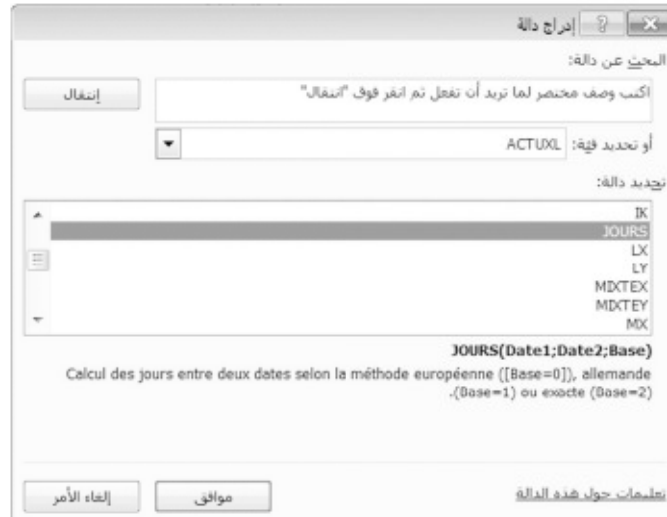 إدراج دالة
البحث عن دالة:
اكتب وصف مختصر لما تريد أن تفعل ثم انقر فوق "انتقال"
إنتقال
أو تحديد فئة: ACTUXL
تحديد دالة:
IK
JOURS
LX
LY
MIXTEX
MIXTEY
MX
JOURS(Date1;Date2;Base)
Calcul des jours entre deux dates selon la méthode européenne ([Base=0]), allemande
.(Base=1) ou exacte (Base=2)
تعليمات حول هذه الدالة
موافق
إلغاء الأمر